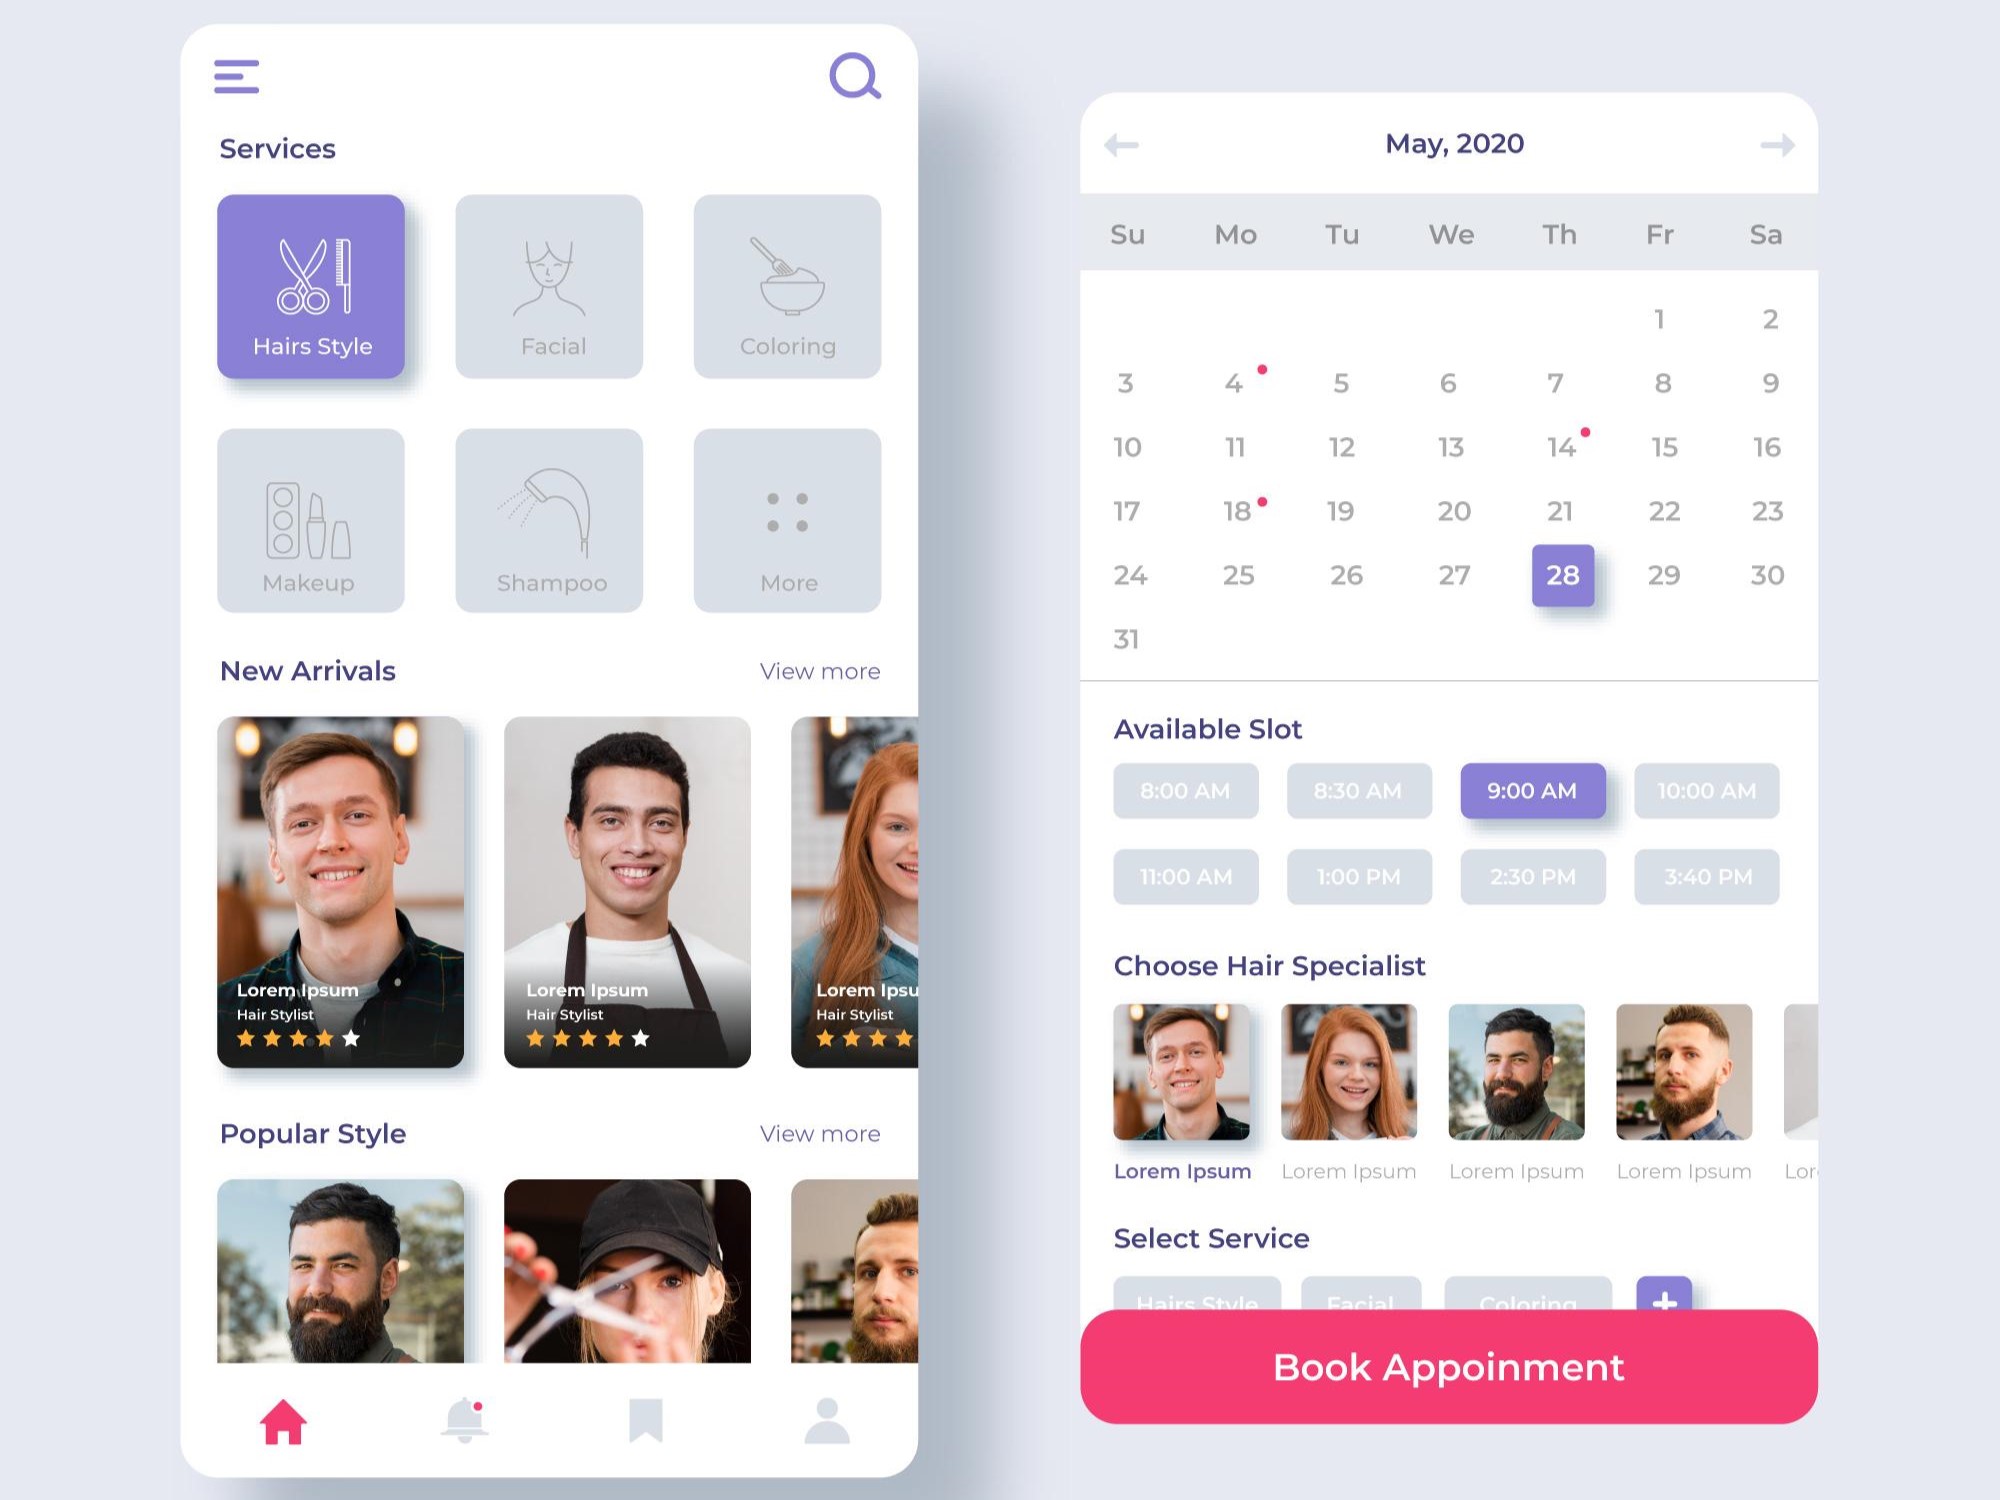 Services
Hairs Style
Facial
Coloring
Makeup
Shampoo
More
New Arrivals
View more
Lorem Ipsum
Hair Stylist
Lorem Ipsum
Hair Stylist
Lorem Ipsu
Hair Stylist
Popular Style
View more
May, 2020
Su Mo Tu We Th Fr Sa
1 2
3 4 5 6 7 8 9
10 11 12 13 14 15 16
17 18 19 20 21 22 23
24 25 26 27 28 29 30
31
Available Slot
8:00 AM 8:30 AM 9:00 AM 10:00 AM
11:00 AM 1:00 PM 2:30 PM 3:40 PM
Choose Hair Specialist
Lorem Ipsum Lorem Ipsum Lorem Ipsum Lorem Ipsum Lor
Select Service
Hairs Style Facial Coloring +
Book Appoinment